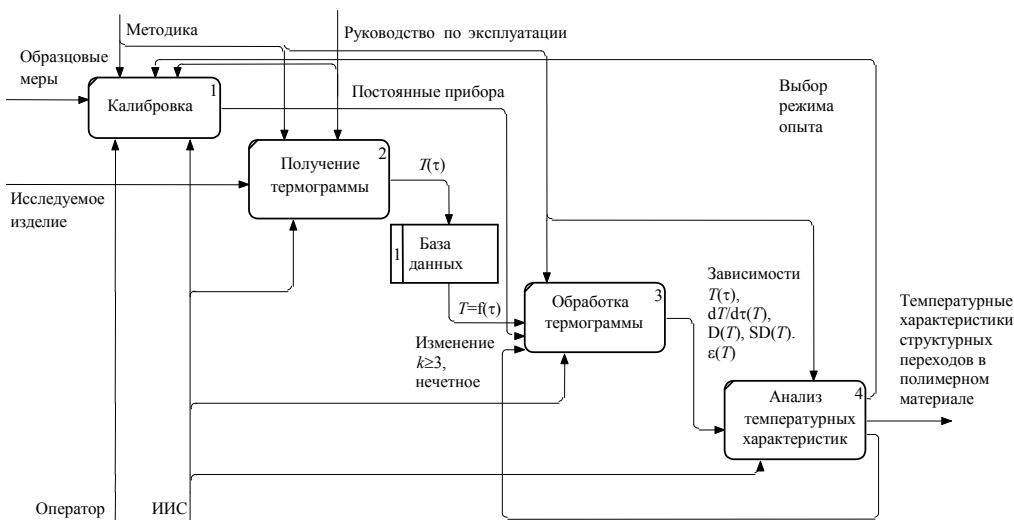 Методика
Руководство по эксплуатации
Образцовые
меры
1
Калибровка
Постоянные прибора
Выбор
режима
опыта
2
Получение
термограммы
T(τ)
Исследуемое
изделие
1
База
данных
T=f(τ)
3
Обработка
термограммы
Изменение
k≥3,
нечетное
Зависимости
T(τ),
dT/dτ(T),
D(T), SD(T).
ε(T)
Температурные
характеристики
структурных
переходов в
полимерном
материале
4
Анализ
температурных
характеристик
Оператор
ИИС